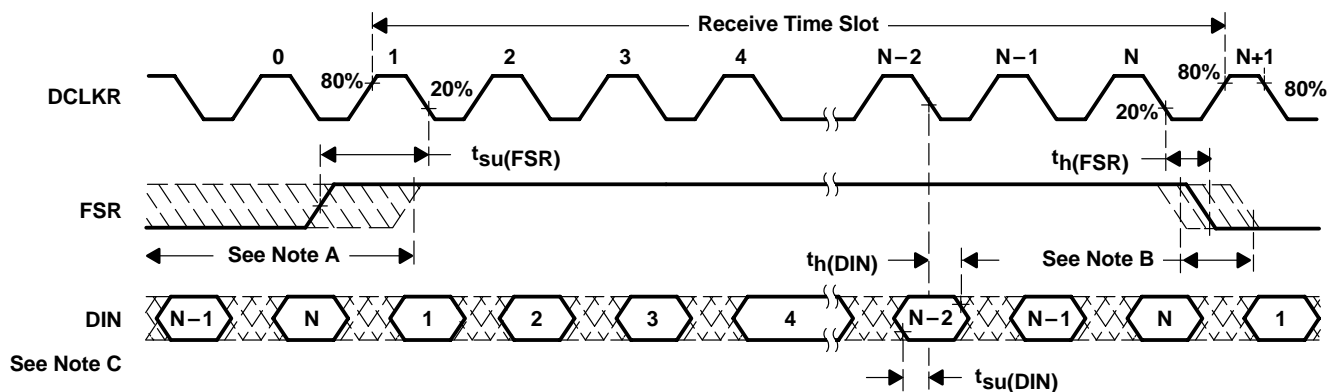 Receive Time Slot
0 1 2 3 4 N−2 N−1 N N+1
80% 20% 80% 80%
DCLKR
20%
tsu(FSR) th(FSR)
FSR
See Note A th(DIN) See Note B
DIN N−1 N 1 2 3 4 N−2 N−1 N 1
See Note C
tsu(DIN)